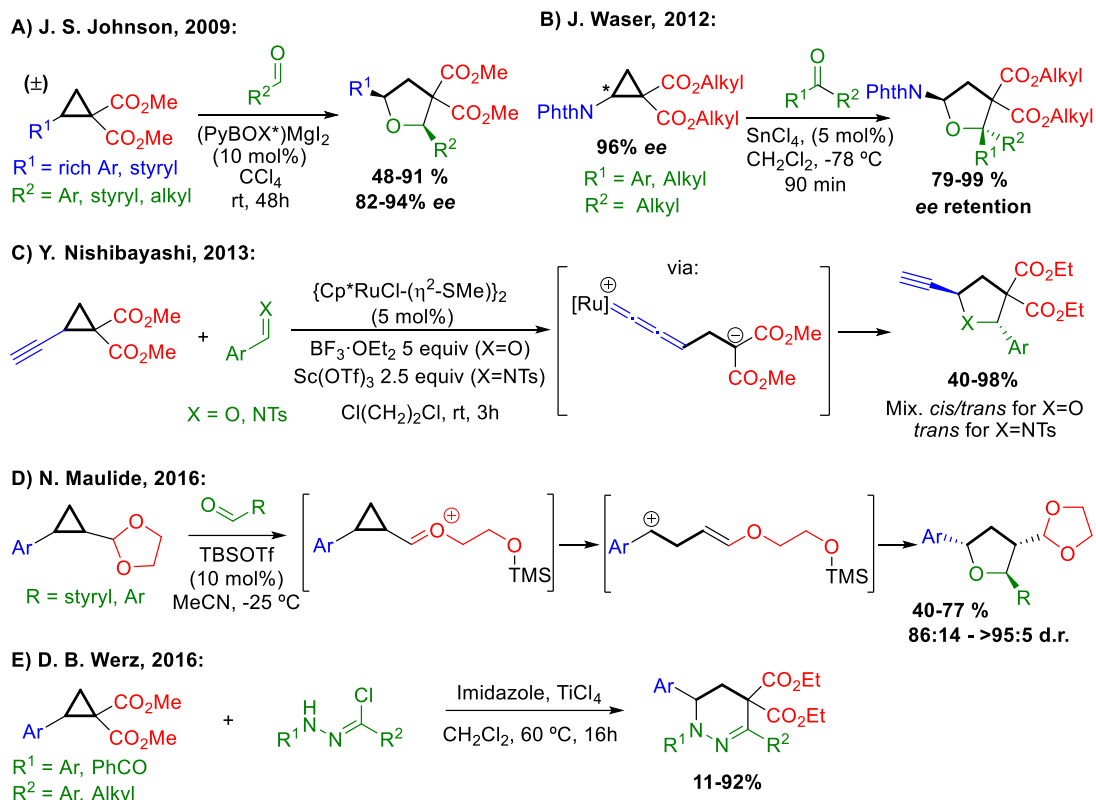 A) J. S. Johnson, 2009:
(±)
R1
CO2Me
CO2Me
O
R2
(PyBOX*)MgI2
(10 mol%)
CCl4
rt, 48h
R1 = rich Ar, styryl
R2 = Ar, styryl, alkyl
R1
CO2Me
CO2Me
O
R2
48-91 %
82-94% ee
B) J. Waser, 2012:
*
PhthN
CO2Alkyl
CO2Alkyl
96% ee
R1 = Ar, Alkyl
R2 = Alkyl
O
R1 R2
SnCl4, (5 mol%)
CH2Cl2, -78 ºC
90 min
PhthN
CO2Alkyl
CO2Alkyl
O
R2
R1
79-99 %
ee retention
C) Y. Nishibayashi, 2013:
CO2Me
CO2Me
+
X
Ar
X = O, NTs
{Cp*RuCl-(η2-SMe)}2
(5 mol%)
BF3·OEt2 5 equiv (X=O)
Sc(OTf)3 2.5 equiv (X=NTs)
Cl(CH2)2Cl, rt, 3h
via:
+
[Ru]
−
CO2Me
CO2Me
CO2Et
CO2Et
X
Ar
40-98%
Mix. cis/trans for X=O
trans for X=NTs
D) N. Maulide, 2016:
Ar
O
O
R = styryl, Ar
O R
TBSOTf
(10 mol%)
MeCN, -25 ºC
Ar
+
O
O
TMS
+
Ar
O
O
TMS
Ar
O
O
O
R
40-77 %
86:14 - >95:5 d.r.
E) D. B. Werz, 2016:
Ar
CO2Me
CO2Me
R1 = Ar, PhCO
R2 = Ar, Alkyl
+
H
N
R1
N
Cl
R2
Imidazole, TiCl4
CH2Cl2, 60 ºC, 16h
Ar
CO2Et
CO2Et
R1 N
N
R2
11-92%